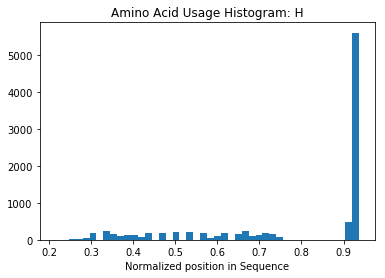 Amino Acid Usage Histogram: H
5000
4000
3000
2000
1000
0
0.2 0.3 0.4 0.5 0.6 0.7 0.8 0.9
Normalized position in Sequence